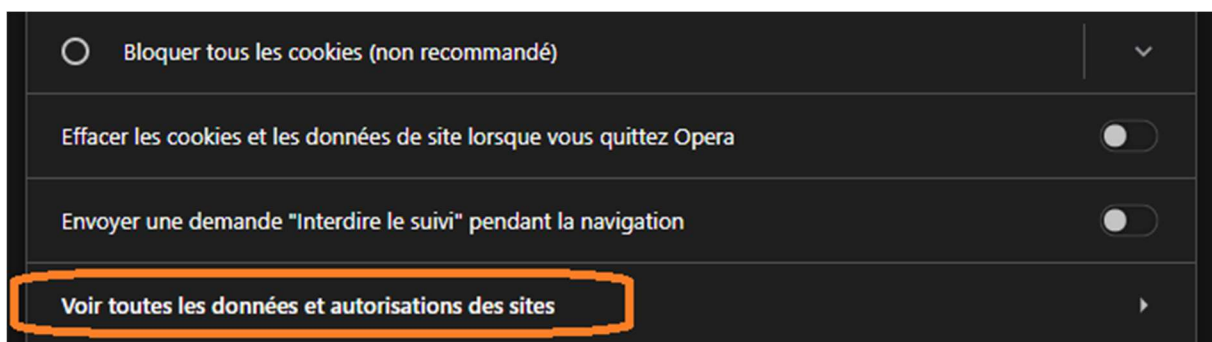 Bloquer tous les cookies (non recommandé)
Effacer les cookies et les données de site lorsque vous quittez Opera
Envoyer une demande "Interdire le suivi" pendant la navigation
Voir toutes les données et autorisations des sites